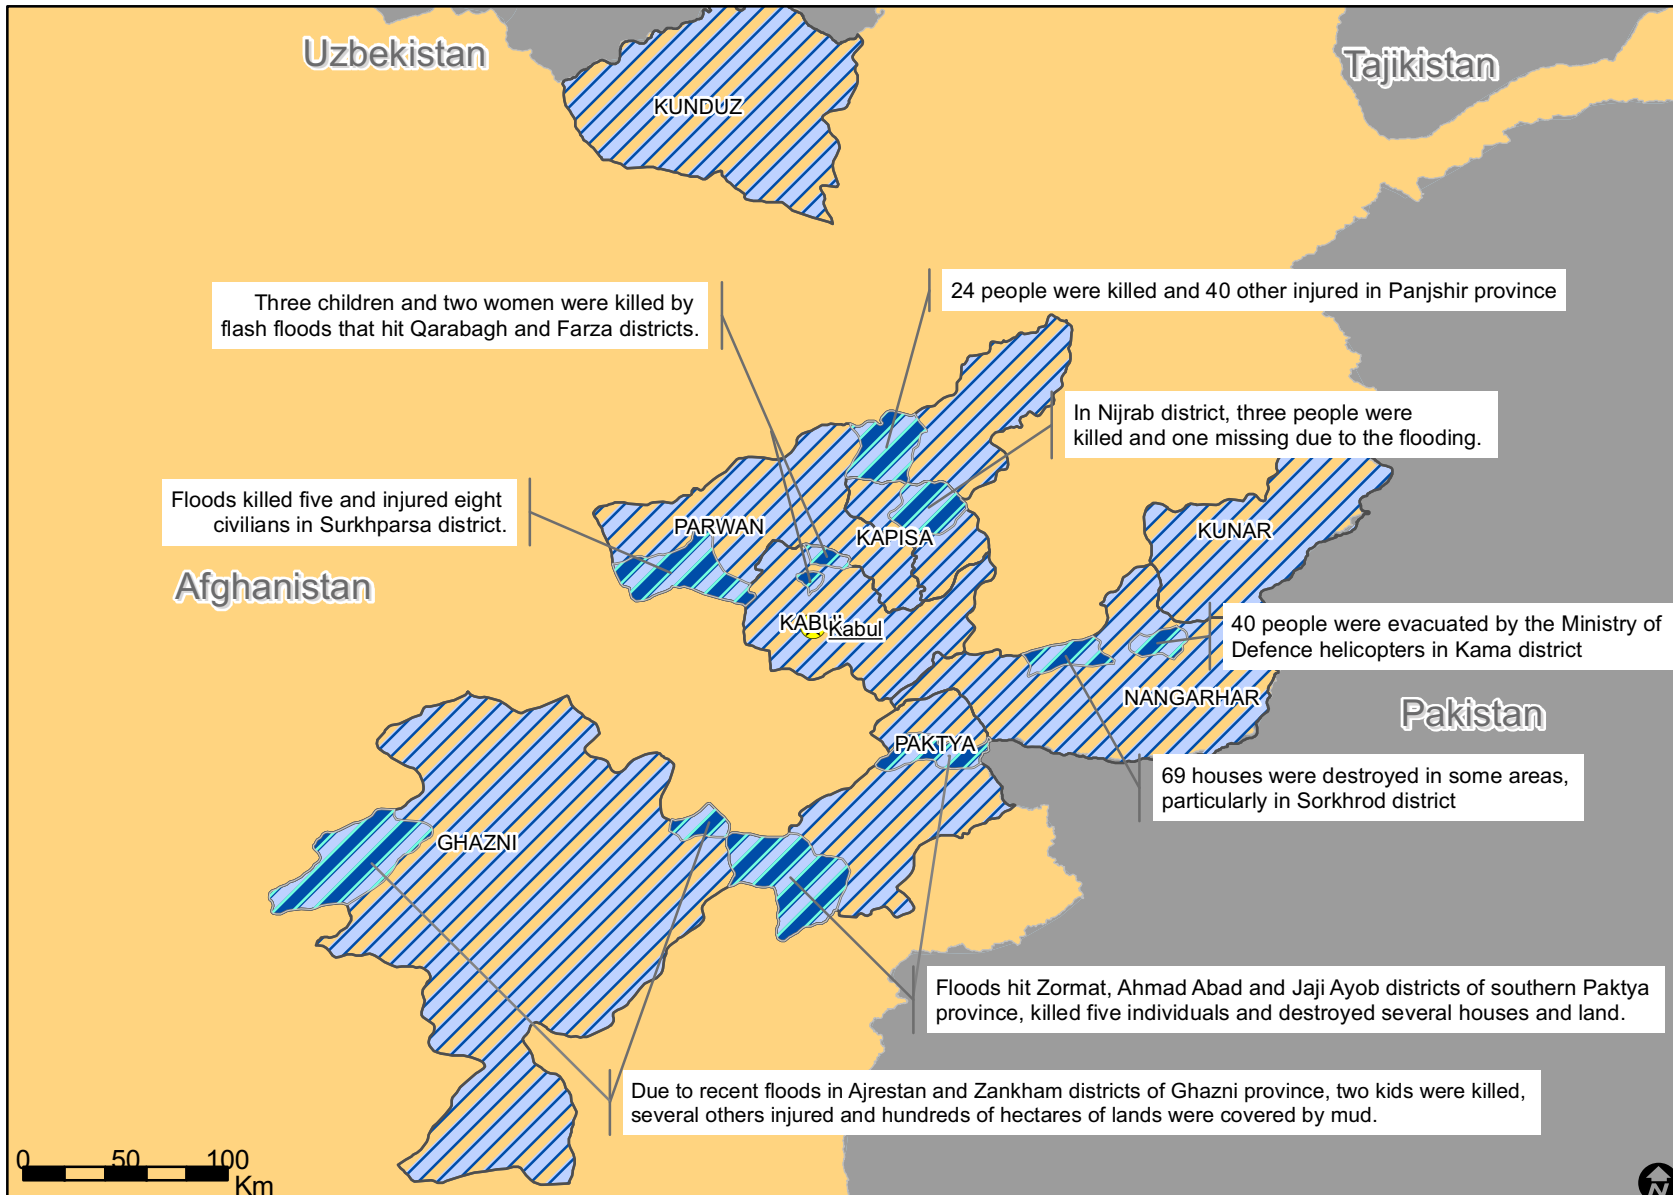 Uzbekistan
Tajikistan
KUNDUZ
Three children and two women were killed by
flash floods that hit Qarabagh and Farza districts.
24 people were killed and 40 other injured in Panjshir province
In Nijrab district, three people were
killed and one missing due to the flooding.
Floods killed five and injured eight
civilians in Surkhparsa district.
PARWAN
KAPISA
KUNAR
Afghanistan
KABUL
Kabul
40 people were evacuated by the Ministry of
Defence helicopters in Kama district
NANGARHAR
Pakistan
PAKTYA
69 houses were destroyed in some areas,
particularly in Sorkhrod district
GHAZNI
Floods hit Zormat, Ahmad Abad and Jaji Ayob districts of southern Paktya
province, killed five individuals and destroyed several houses and land.
Due to recent floods in Ajrestan and Zankham districts of Ghazni province, two kids were killed,
several others injured and hundreds of hectares of lands were covered by mud.
0 50 100
Km
N